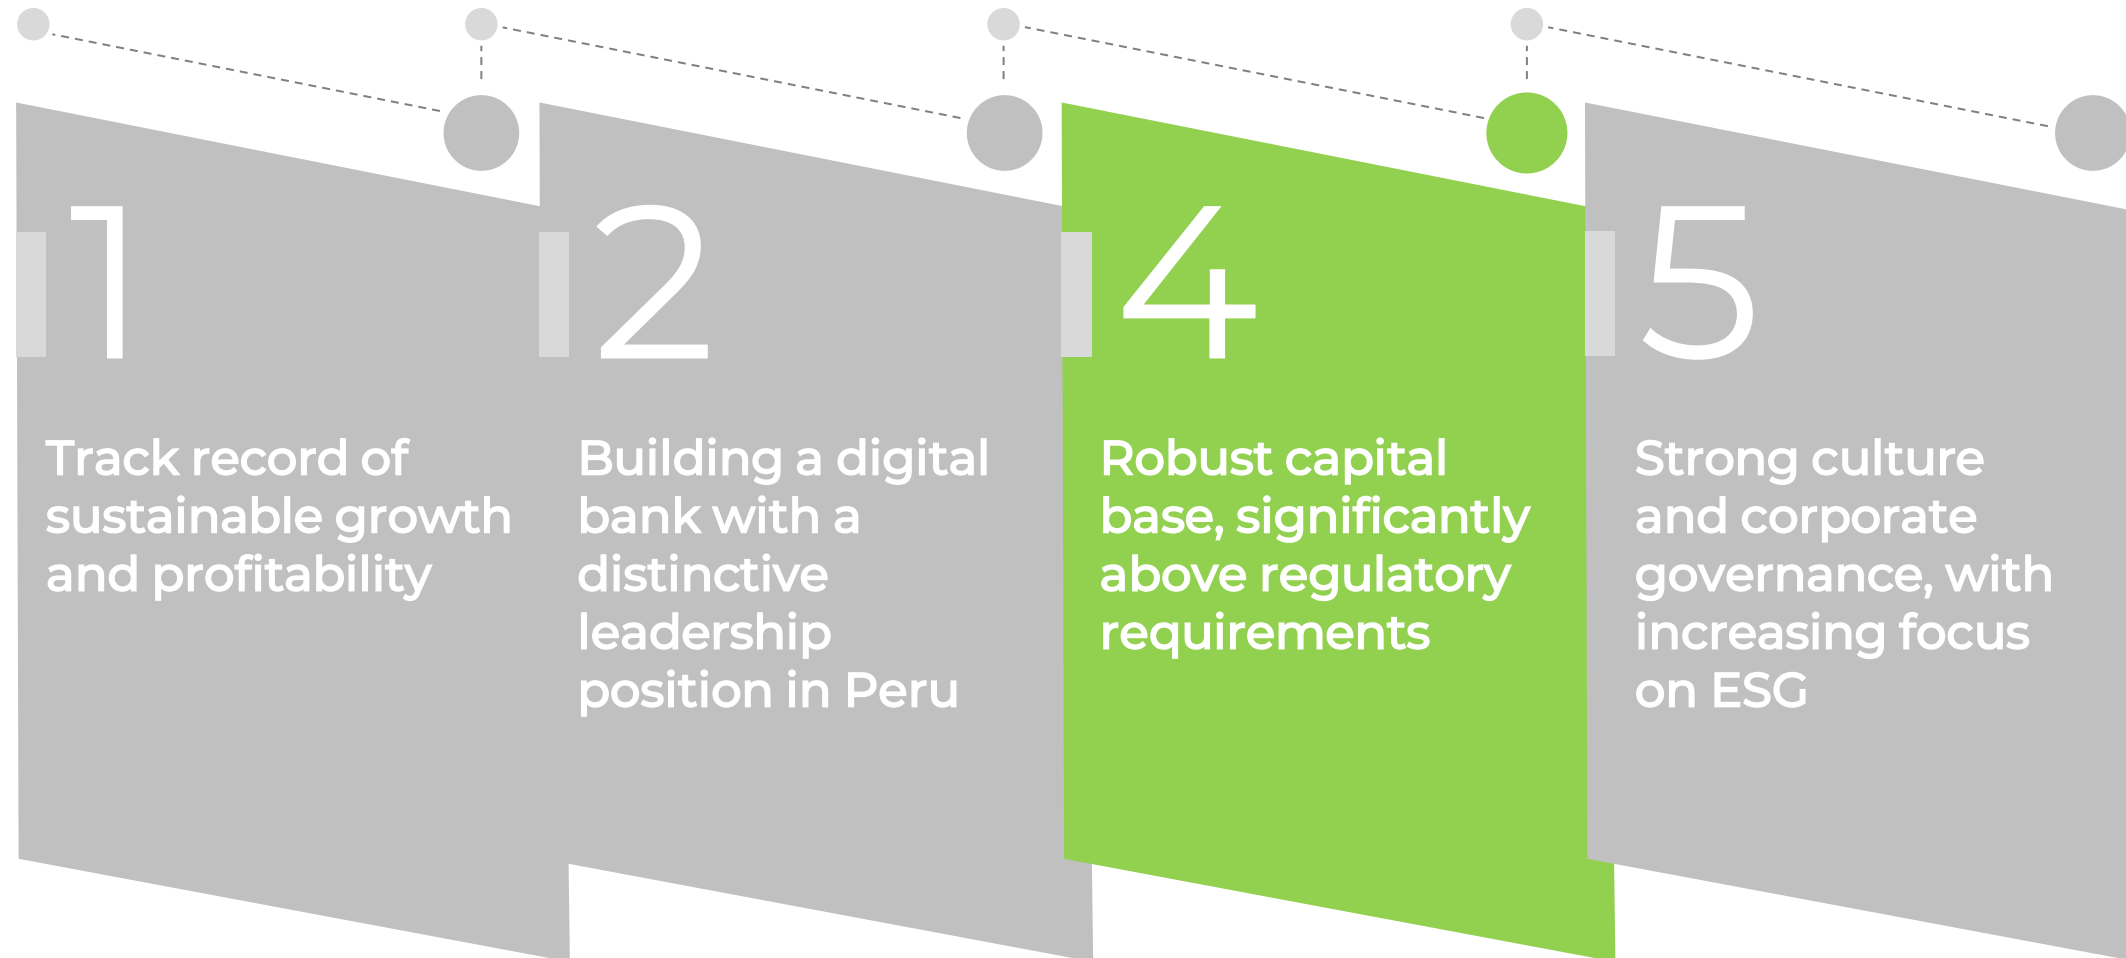 1
Track record of
sustainable growth
and profitability
2
Building a digital
bank with a
distinctive
leadership
position in Peru
4
Robust capital
base, significantly
above regulatory
requirements
5
Strong culture
and corporate
governance, with
increasing focus
on ESG